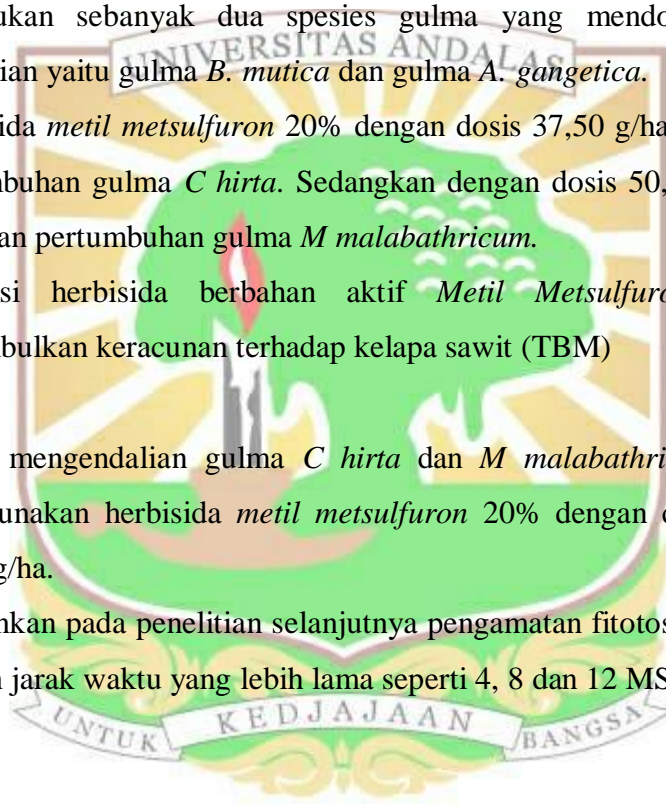 ukan sebanyak dua spesies gulma yang mendo
UNIVERSITAS ANDALAS
ian yaitu gulma B. mutica dan gulma A. gangetica.
ida metil metsulfuron 20% dengan dosis 37,50 g/ha
mbuhan gulma C hirta. Sedangkan dengan dosis 50,
an pertumbuhan gulma M malabathricum.
si herbisida berbahan aktif Metil Metsulfuro
bulkan keracunan terhadap kelapa sawit (TBM)
mengendalian gulma C hirta dan M malabathri
unakan herbisida metil metsulfuron 20% dengan
g/ha.
nkan pada penelitian selanjutnya pengamatan fitotos
n jarak waktu yang lebih lama seperti 4, 8 dan 12 MS
UNTUK KEDJAJAAN BANGSA